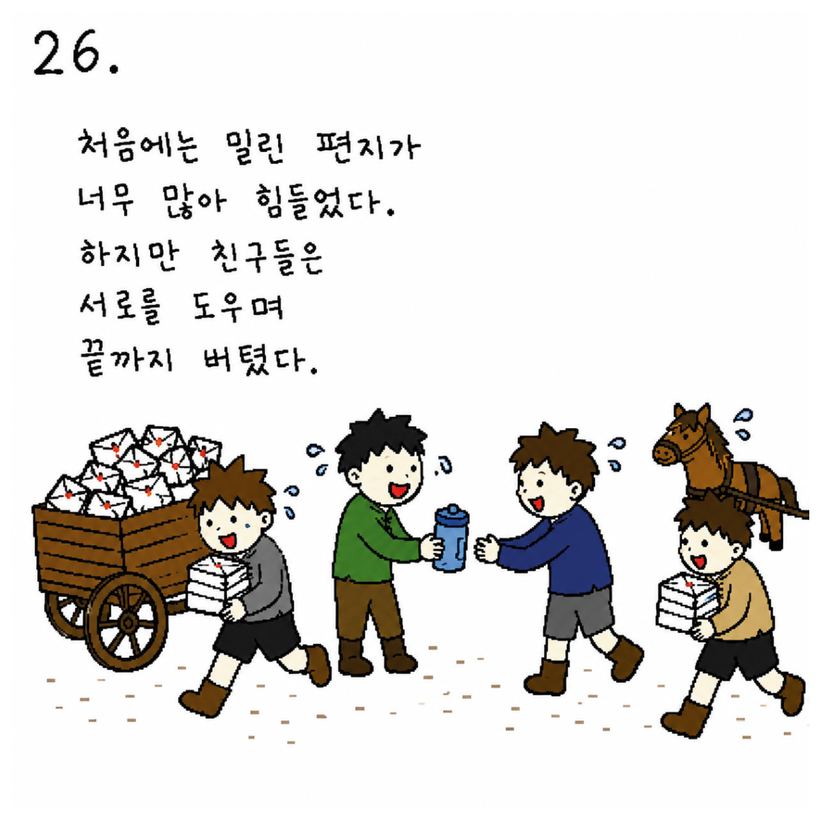 26.
처음에는 밀린 편지가
너무 많아 힘들었다.
하지만 친구들은
서로를 도우며
끝까지 버텼다.